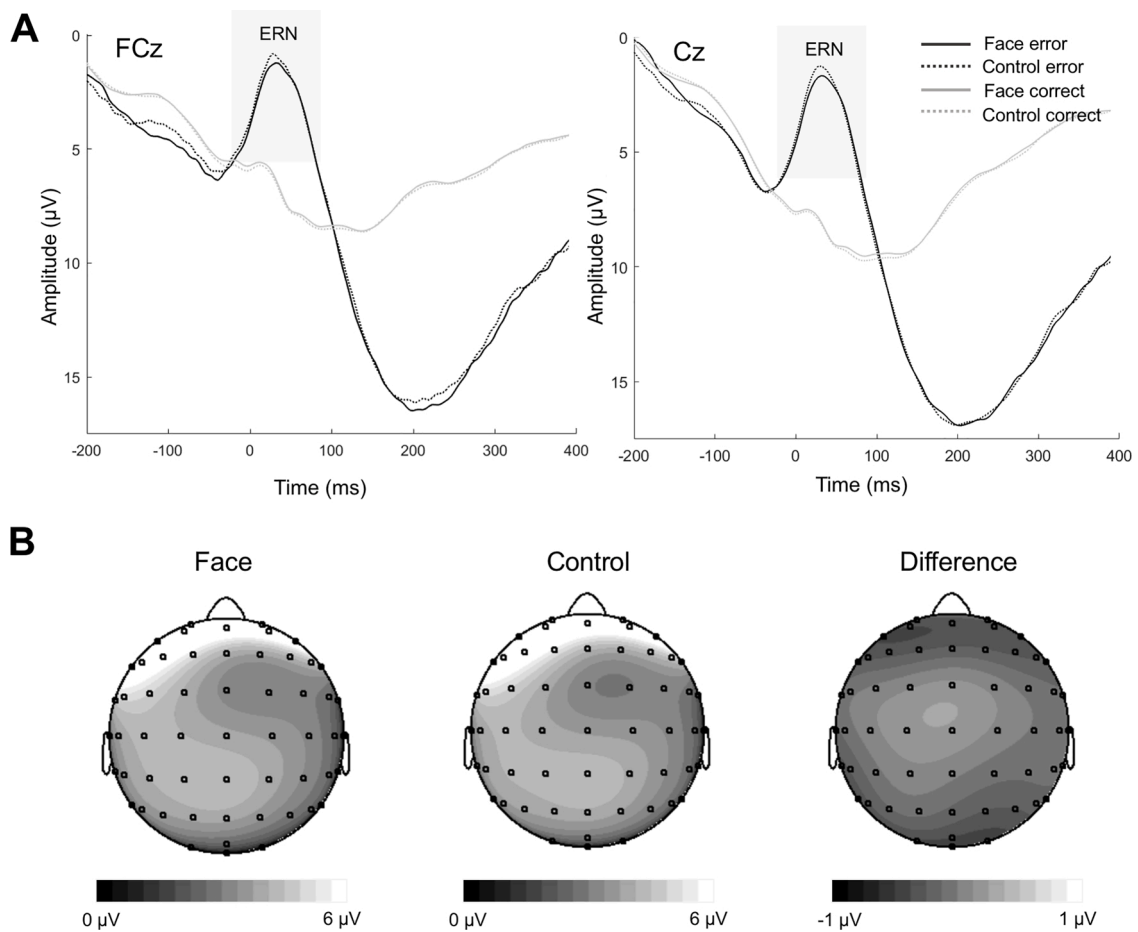 A
FCz
ERN
0
5
10
15
Amplitude (µV)
-200 -100 0 100 200 300 400
Time (ms)
Cz
ERN
0
5
10
15
Amplitude (µV)
-200 -100 0 100 200 300 400
Time (ms)
Face error
Control error
Face correct
Control correct
B
Face
Control
Difference
0 µV 6 µV
0 µV 6 µV
-1 µV 1 µV